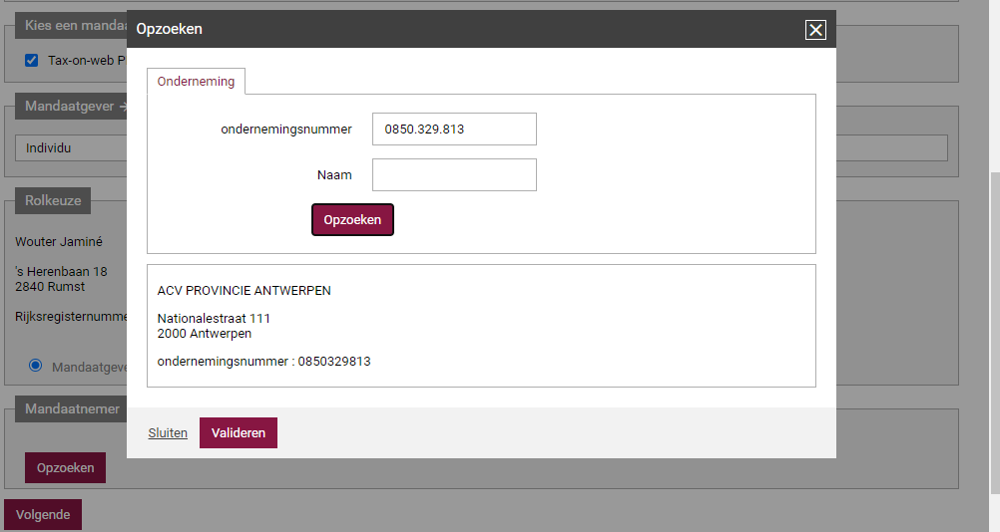 Kies een manda
Tax-on-web P
Mandaatgever →
Individu
Rolkeuze
Wouter Jaminé
's Herenbaan 18
2840 Rumst
Rijksregisternumme
Mandaatgeve
Mandaatnemer
Opzoeken
Volgende
Opzoeken
Onderneming
ondernemingsnummer 0850.329.813
Naam
Opzoeken
ACV PROVINCIE ANTWERPEN
Nationalestraat 111
2000 Antwerpen
ondernemingsnummer : 0850329813
Sluiten Valideren